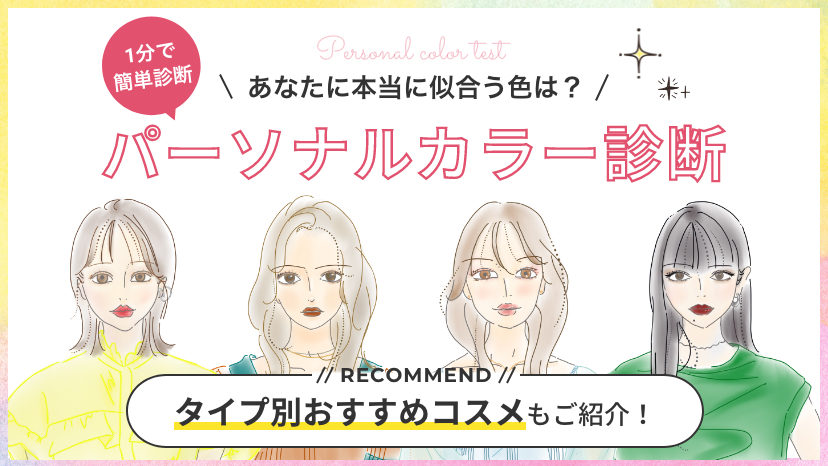 1分で
簡単診断
Personal color test
\ あなたに本当に似合う色は？ /
パーソナルカラー診断
// RECOMMEND //
タイプ別おすすめコスメもご紹介！